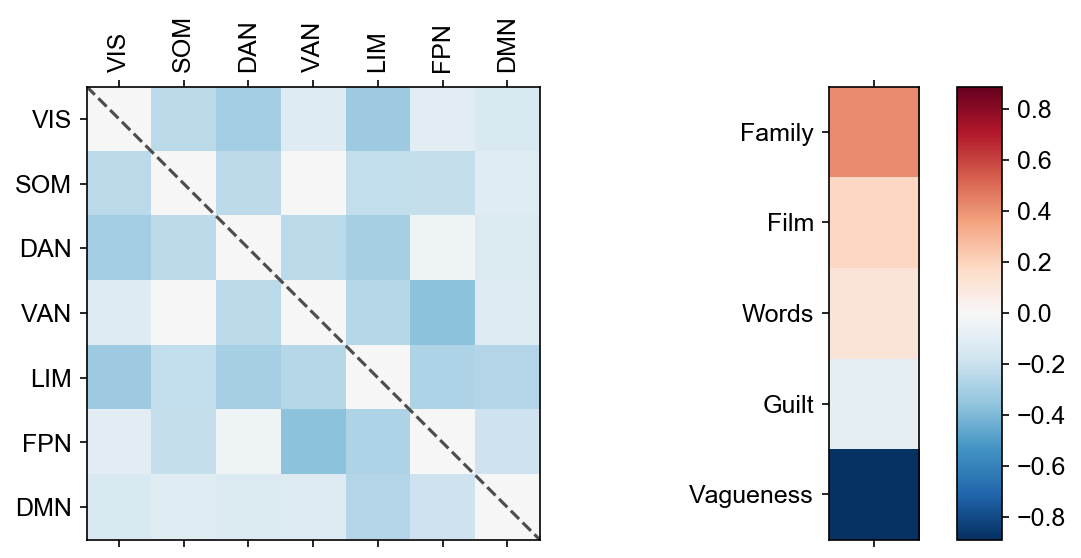 VIS SOM DAN VAN LIM FPN DMN
VIS
SOM
DAN
VAN
LIM
FPN
DMN
Family
Film
Words
Guilt
Vagueness
0.8
0.6
0.4
0.2
0.0
−0.2
−0.4
−0.6
−0.8